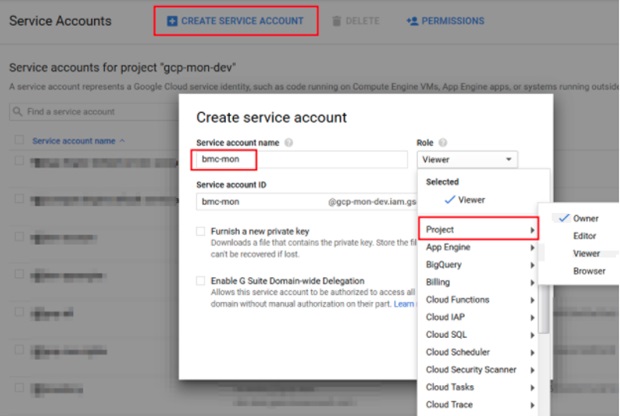 Service Accounts
CREATE SERVICE ACCOUNT
DELETE
PERMISSIONS
Service accounts for project "gcp-mon-dev"
A service account represents a Google Cloud service identity, such as code running on Compute Engine VMs, App Engine apps, or systems running outside
Find a service account
Service account name
Create service account
Service account name
Role
bmc-mon
Viewer
Service account ID
bmc-mon
@gcp-mon-dev.iam.gs
Selected
Viewer
Furnish a new private key
Downloads a file that contains the private key. Store the fil
can't be recovered if lost.
Enable G Suite Domain-wide Delegation
Allows this service account to be authorized to access all
domain without manual authorization on their part. Learn
Project
App Engine
BigQuery
Billing
Cloud Functions
Cloud IAP
Cloud SQL
Cloud Scheduler
Cloud Security Scanner
Cloud Tasks
Cloud Trace
Owner
Editor
Viewer
Browser